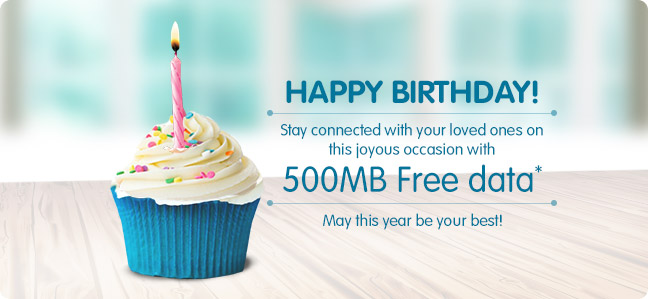 HAPPY BIRTHDAY!
Stay connected with your loved ones on
this joyous occasion with
500MB Free data*
May this year be your best!